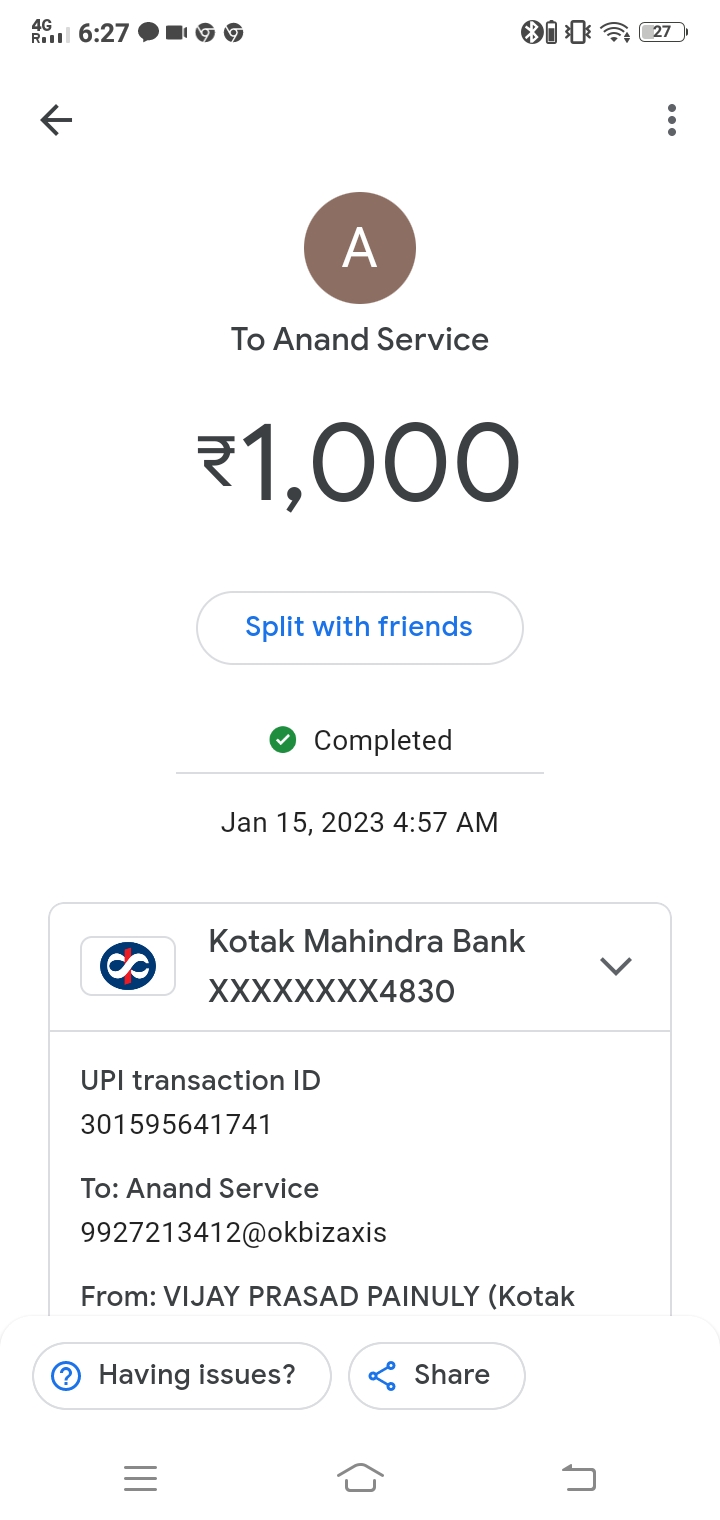 4G
R
6:27
27
A
To Anand Service
₹1,000
Split with friends
Completed
Jan 15, 2023 4:57 AM
Kotak Mahindra Bank
XXXXXXXX4830
UPI transaction ID
301595641741
To: Anand Service
9927213412@okbizaxis
From: VIJAY PRASAD PAINULY (Kotak
Having issues?
Share